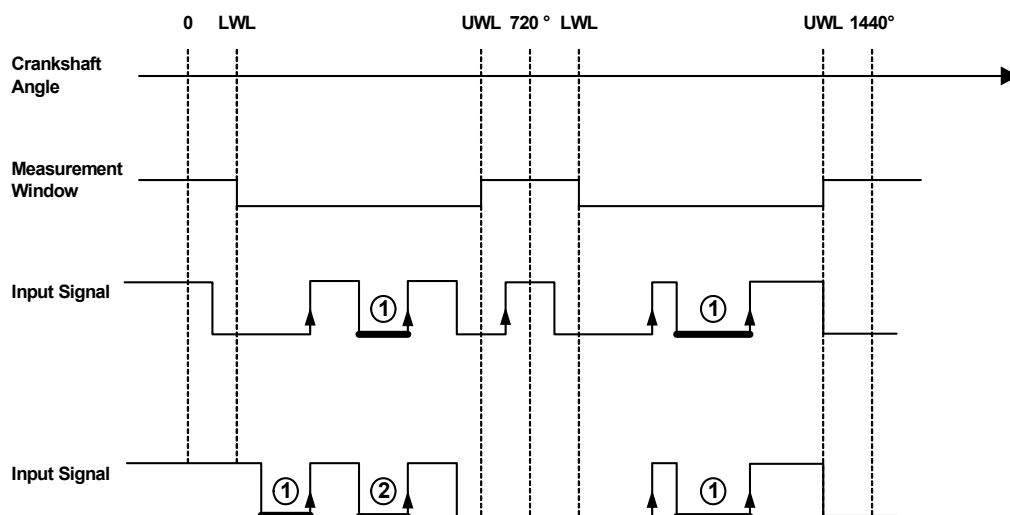 0 LWL UWL 720 ° LWL UWL 1440°
Crankshaft
Angle
Measurement
Window
Input Signal
1 1
Input Signal
1 2 1